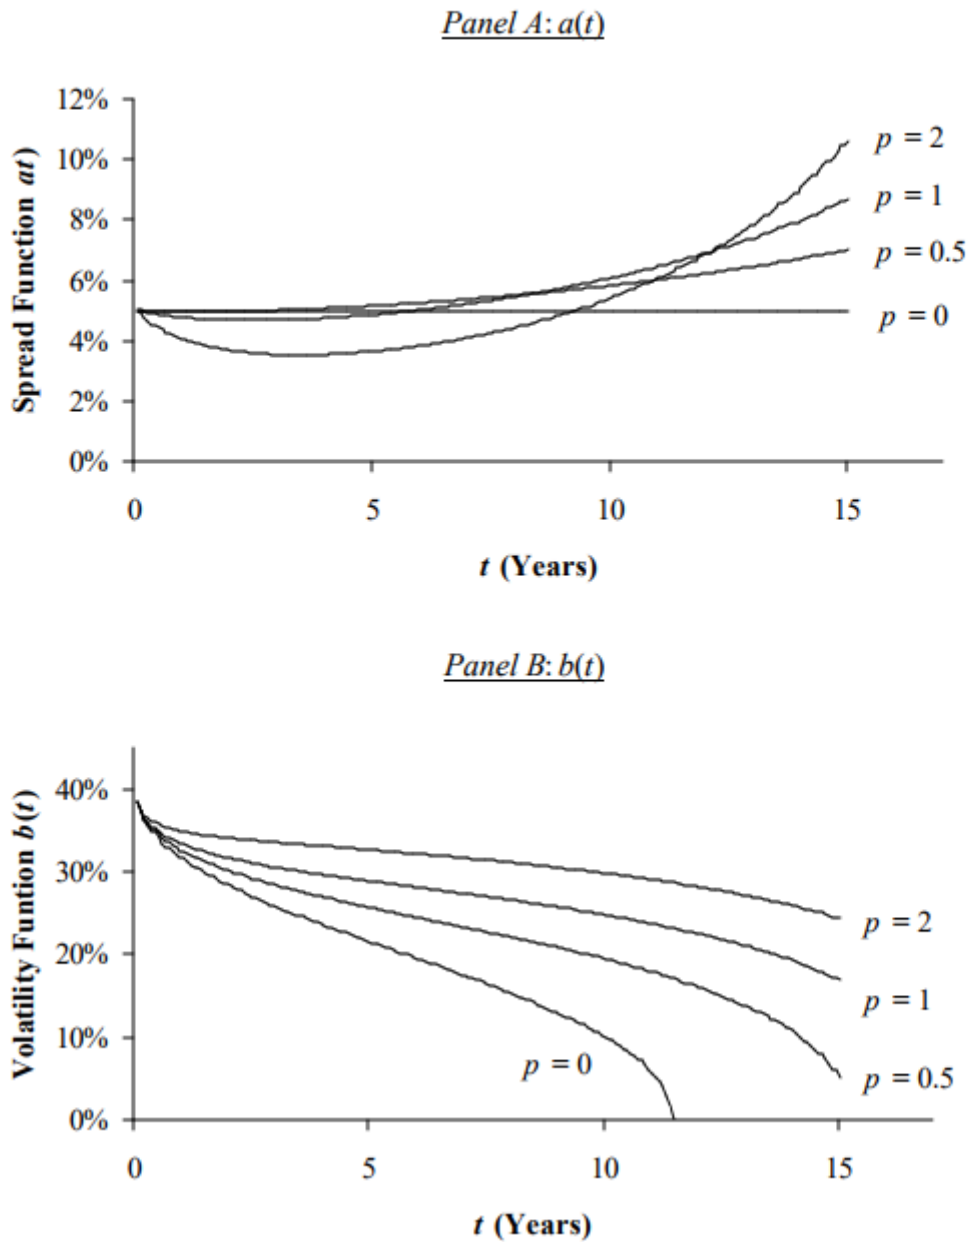 Panel A: a(t)
12%
10%
8%
6%
4%
2%
0%
Spread Function at)
p = 2
p = 1
p = 0.5
p = 0
0 5 10 15
t (Years)
Panel B: b(t)
40%
30%
20%
10%
0%
Volatility Funtion b(t)
p = 2
p = 1
p = 0.5
p = 0
0 5 10 15
t (Years)